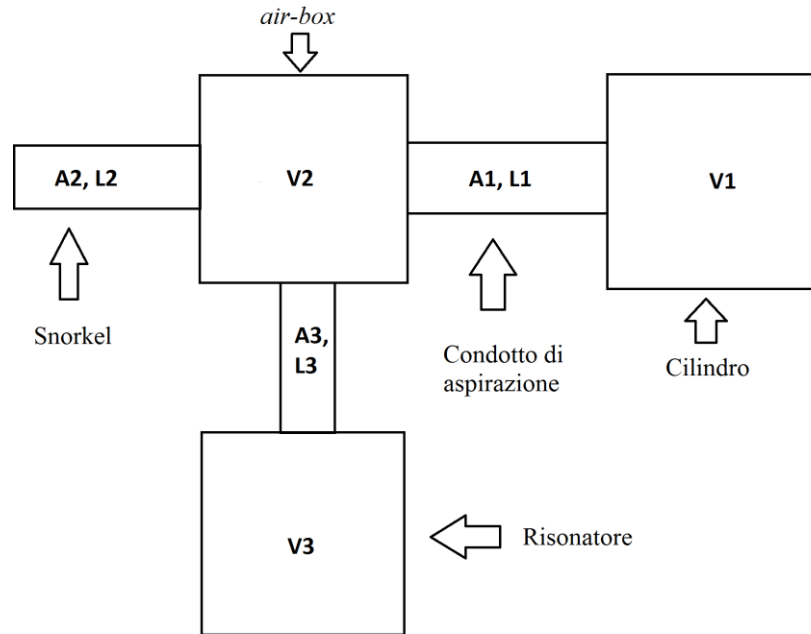 air-box
A2, L2
V2
A1, L1
V1
Snorkel
A3,
L3
Condotto di
aspirazione
Cilindro
V3
Risonatore